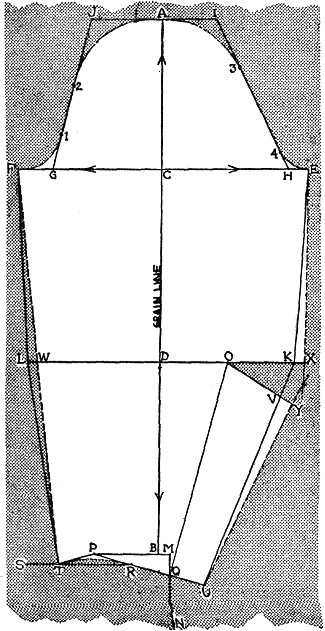 J A I
2 3
1 4
F G C H E
GRAIN LINE
L W D O K X
V Y
P B M
S T R Q U
N